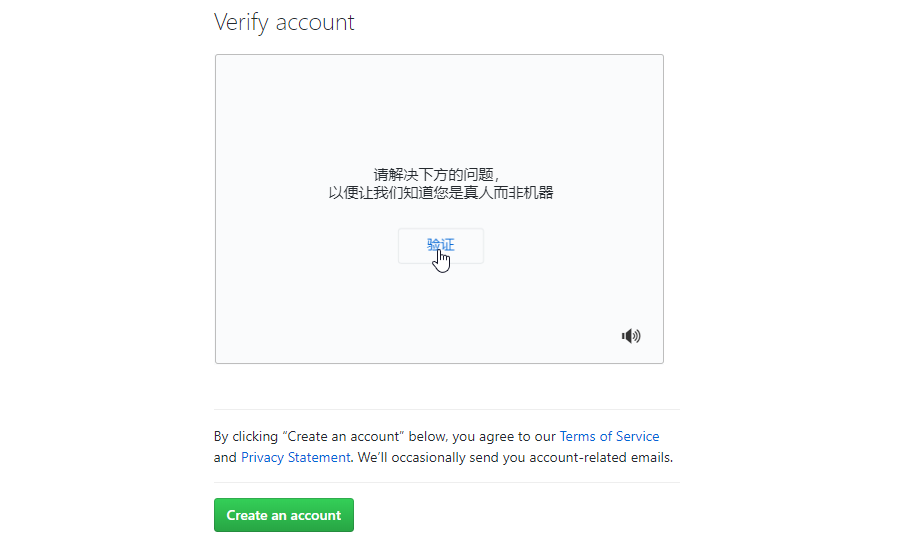 Verify account
请解决下方的问题，
以便让我们知道您是真人而非机器
验证
By clicking “Create an account” below, you agree to our Terms of Service
and Privacy Statement. We’ll occasionally send you account-related emails.
Create an account